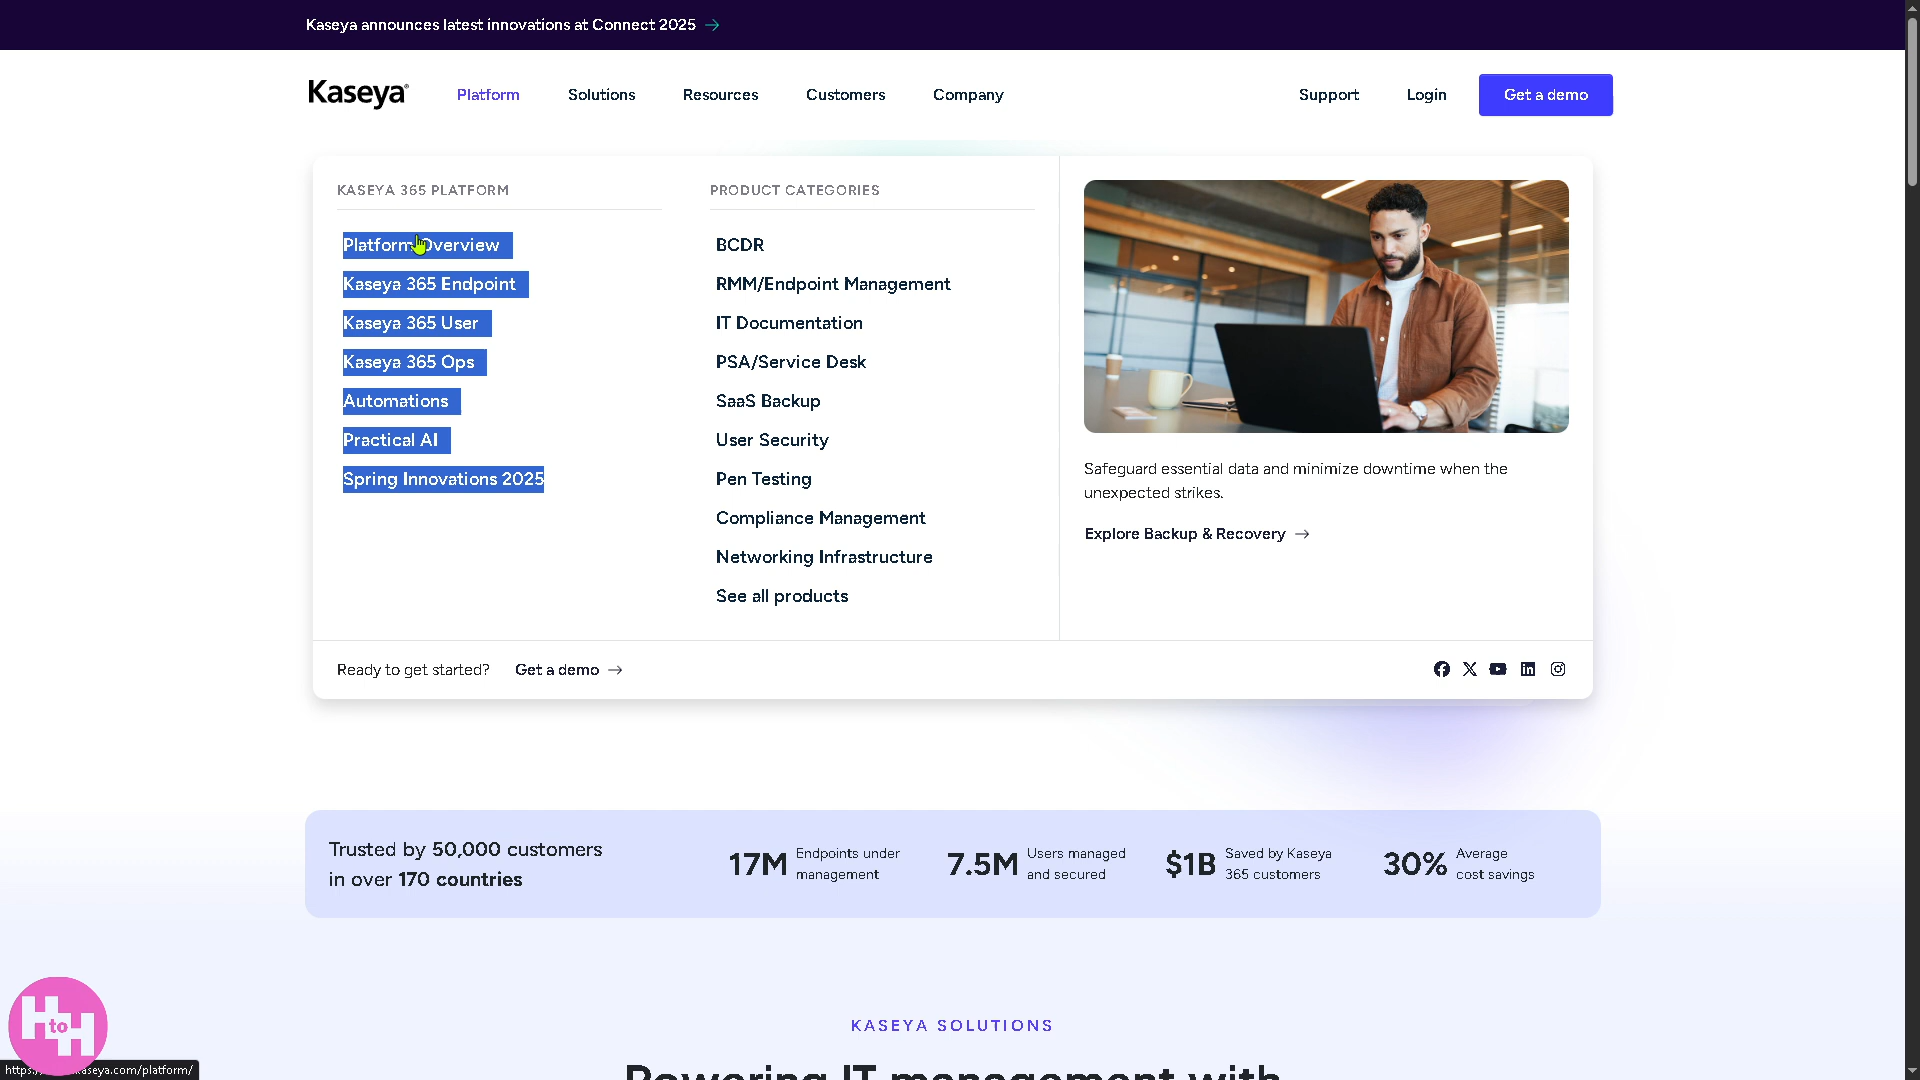 Kaseya announces latest innovations at Connect 2025 →
Kaseya®
Platform
Solutions
Resources
Customers
Company
Support
Login
Get a demo
KASEYA 365 PLATFORM
Platform Overview
Kaseya 365 Endpoint
Kaseya 365 User
Kaseya 365 Ops
Automations
Practical AI
Spring Innovations 2025
PRODUCT CATEGORIES
BCDR
RMM/Endpoint Management
IT Documentation
PSA/Service Desk
SaaS Backup
User Security
Pen Testing
Compliance Management
Networking Infrastructure
See all products
Safeguard essential data and minimize downtime when the
unexpected strikes.
Explore Backup & Recovery →
Ready to get started?
Get a demo →
Trusted by 50,000 customers
in over 170 countries
17M
Endpoints under
management
7.5M
Users managed
and secured
$1B
Saved by Kaseya
365 customers
30%
Average
cost savings
KASEYA SOLUTIONS
Powering IT management with
H to H